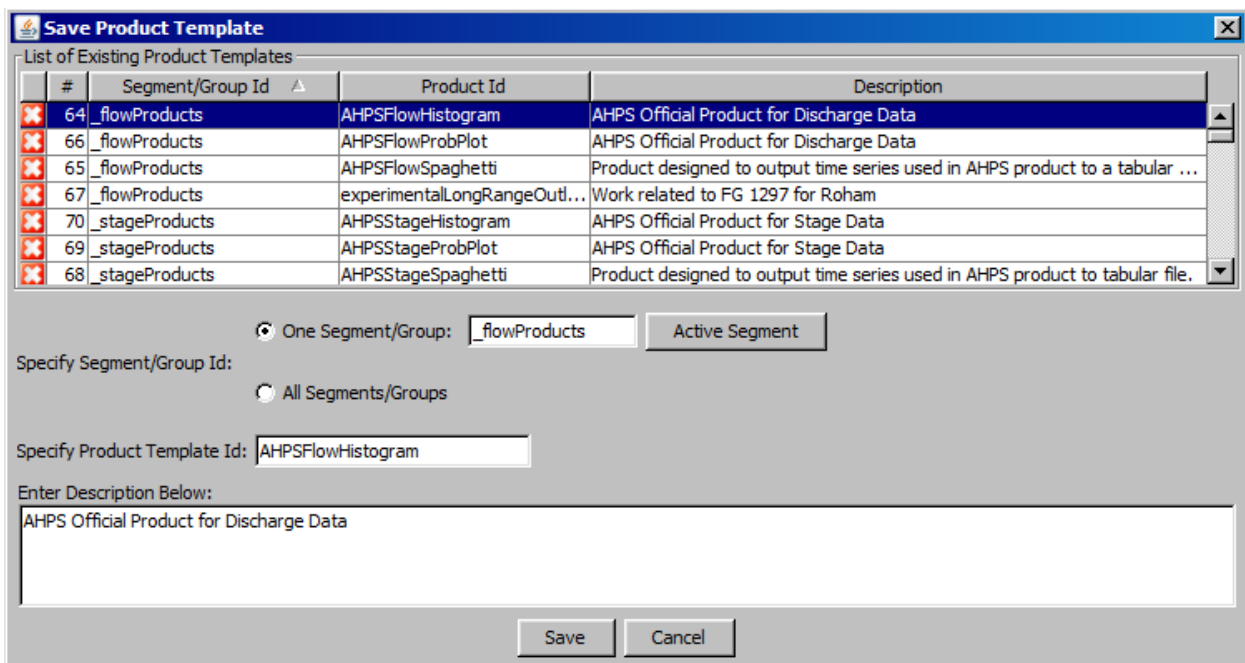 Save Product Template
List of Existing Product Templates
# Segment/Group Id Product Id Description
64 _flowProducts AHPSFlowHistogram AHPS Official Product for Discharge Data
66 _flowProducts AHPSFlowProbPlot AHPS Official Product for Discharge Data
65 _flowProducts AHPSFlowSpaghetti Product designed to output time series used in AHPS product to a tabular ...
67 _flowProducts experimentalLongRangeOutl... Work related to FG 1297 for Roham
70 _stageProducts AHPSStageHistogram AHPS Official Product for Stage Data
69 _stageProducts AHPSStageProbPlot AHPS Official Product for Stage Data
68 _stageProducts AHPSStageSpaghetti Product designed to output time series used in AHPS product to tabular file.
One Segment/Group: _flowProducts Active Segment
Specify Segment/Group Id:
All Segments/Groups
Specify Product Template Id: AHPSFlowHistogram
Enter Description Below:
AHPS Official Product for Discharge Data
Save Cancel